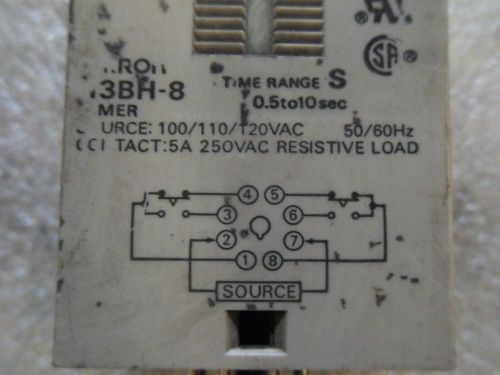 RON
TIME RANGE S
3BH-8
0.5to10sec
MER
URCE: 100/110/120VAC 50/60Hz
TACT:5A 250VAC RESISTIVE LOAD
4 5
3 6
2 7
1 8
SOURCE